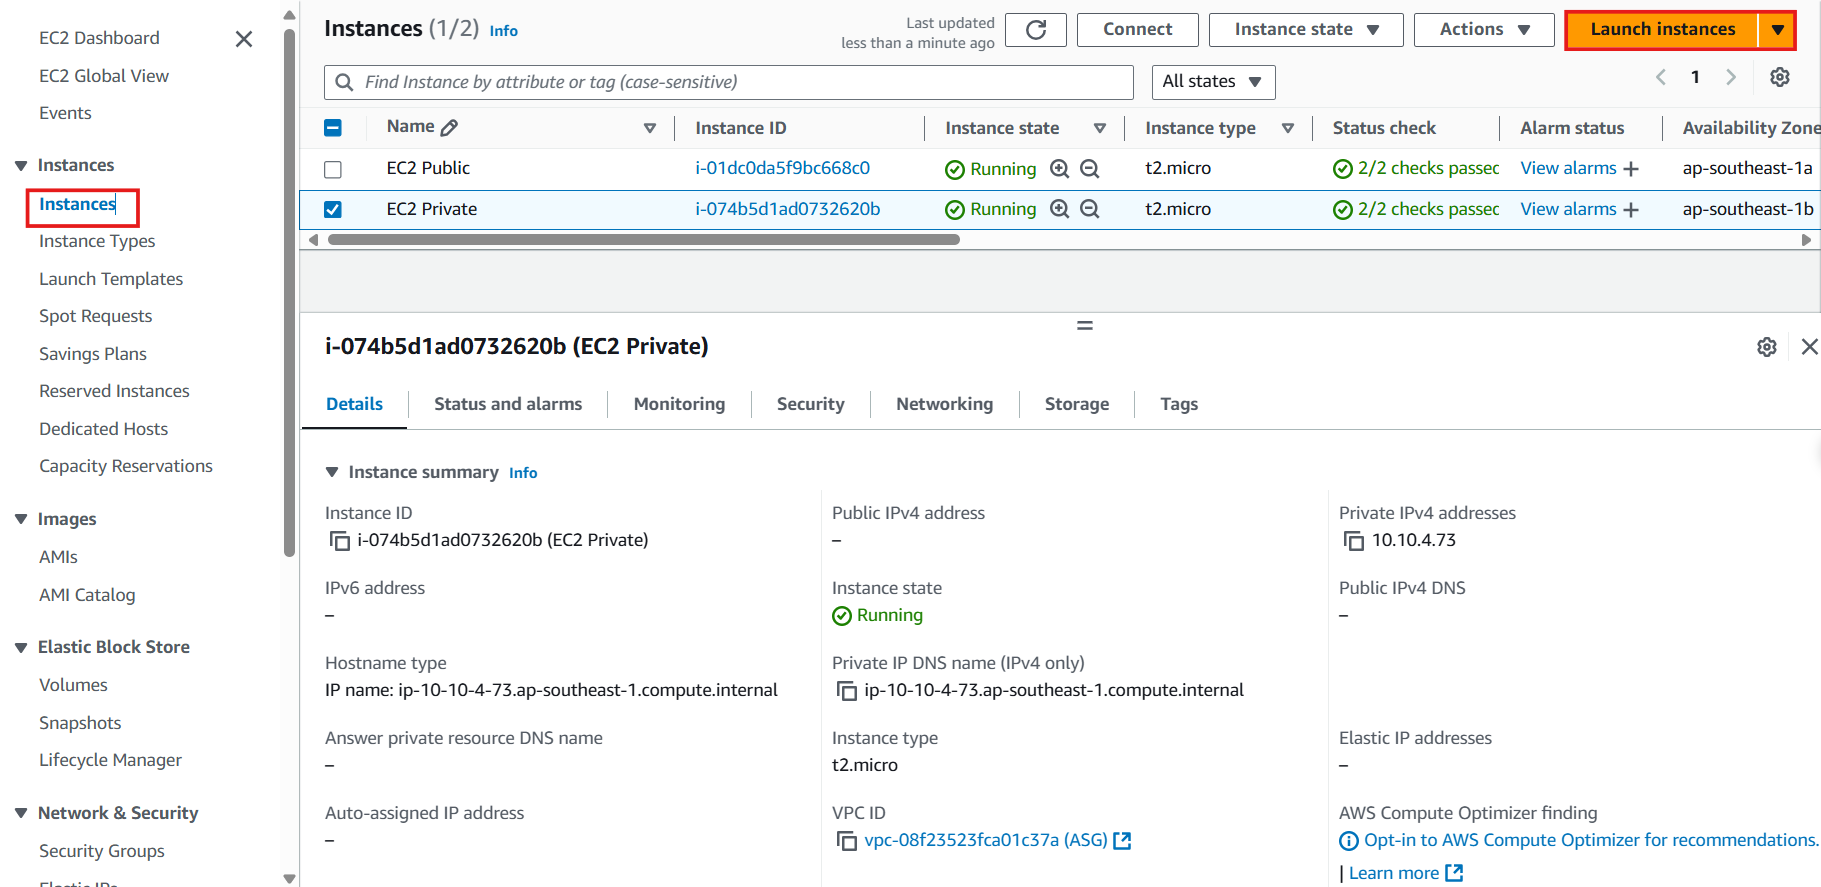 EC2 Dashboard
EC2 Global View
Events
Instances
Instances
Instance Types
Launch Templates
Spot Requests
Savings Plans
Reserved Instances
Dedicated Hosts
Capacity Reservations
Images
AMIs
AMI Catalog
Elastic Block Store
Volumes
Snapshots
Lifecycle Manager
Network & Security
Security Groups
Elastic IPs
Instances (1/2) Info
Last updated
less than a minute ago
Connect
Instance state
Actions
Launch instances
Find Instance by attribute or tag (case-sensitive)
All states
1
Name Instance ID Instance state Instance type Status check Alarm status Availability Zone
EC2 Public i-01dc0da5f9bc668c0 Running t2.micro 2/2 checks passed View alarms + ap-southeast-1a
EC2 Private i-074b5d1ad0732620b Running t2.micro 2/2 checks passed View alarms + ap-southeast-1b
i-074b5d1ad0732620b (EC2 Private)
Details Status and alarms Monitoring Security Networking Storage Tags
Instance summary Info
Instance ID
i-074b5d1ad0732620b (EC2 Private)
Public IPv4 address
–
Private IPv4 addresses
10.10.4.73
IPv6 address
–
Instance state
Running
Public IPv4 DNS
–
Hostname type
IP name: ip-10-10-4-73.ap-southeast-1.compute.internal
Private IP DNS name (IPv4 only)
ip-10-10-4-73.ap-southeast-1.compute.internal
Answer private resource DNS name
–
Instance type
t2.micro
Elastic IP addresses
–
Auto-assigned IP address
–
VPC ID
vpc-08f23523fca01c37a (ASG)
AWS Compute Optimizer finding
Opt-in to AWS Compute Optimizer for recommendations.
| Learn more